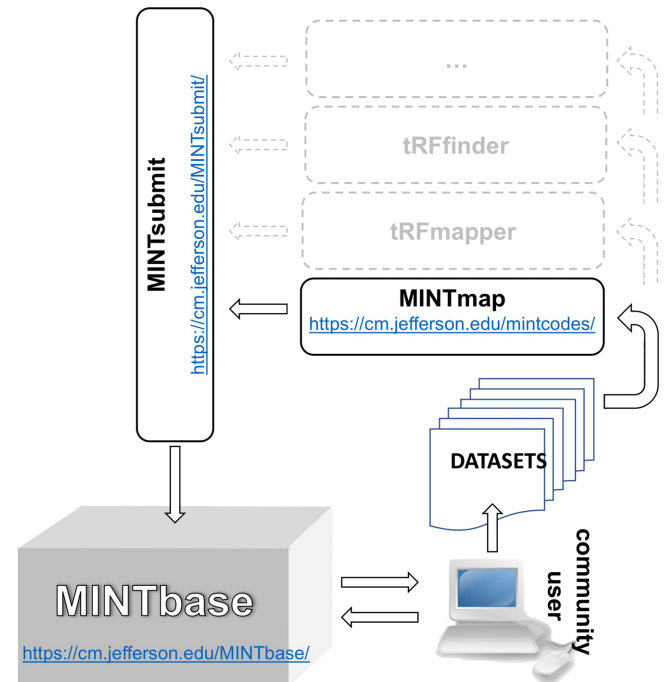 ...
tRFfinder
tRFmapper
MINTmap
https://cm.jefferson.edu/mintcodes/
MINTsubmit
https://cm.jefferson.edu/MINTsubmit/
DATASETS
community
user
MINTbase
https://cm.jefferson.edu/MINTbase/